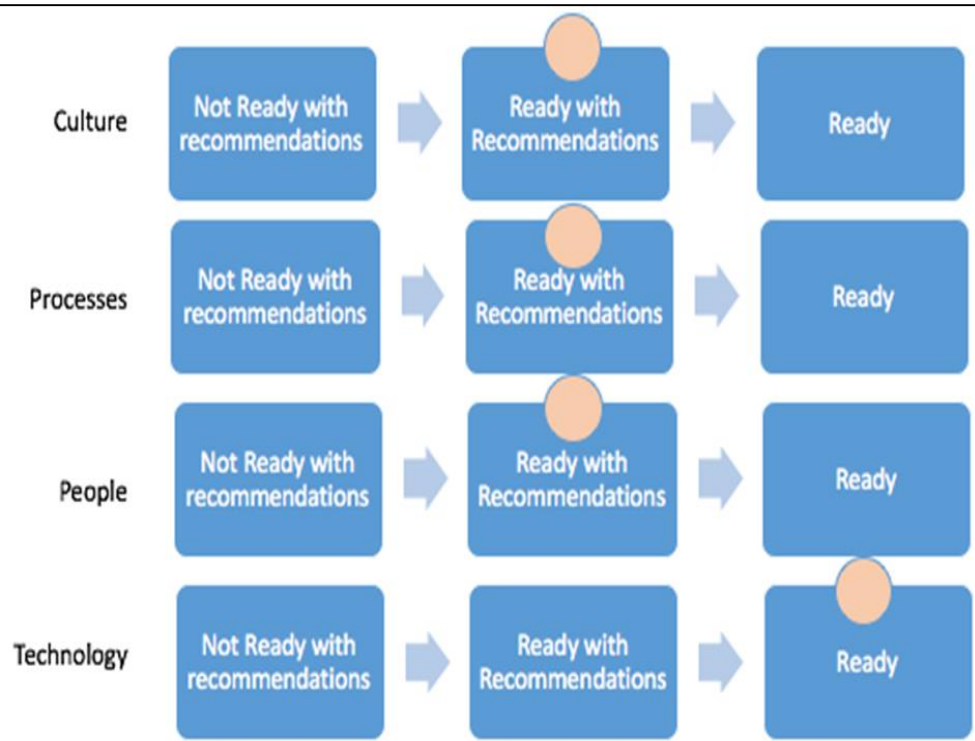 Culture
Not Ready with
recommendations
Ready with
Recommendations
Ready
Processes
Not Ready with
recommendations
Ready with
Recommendations
Ready
People
Not Ready with
recommendations
Ready with
Recommendations
Ready
Technology
Not Ready with
recommendations
Ready with
Recommendations
Ready